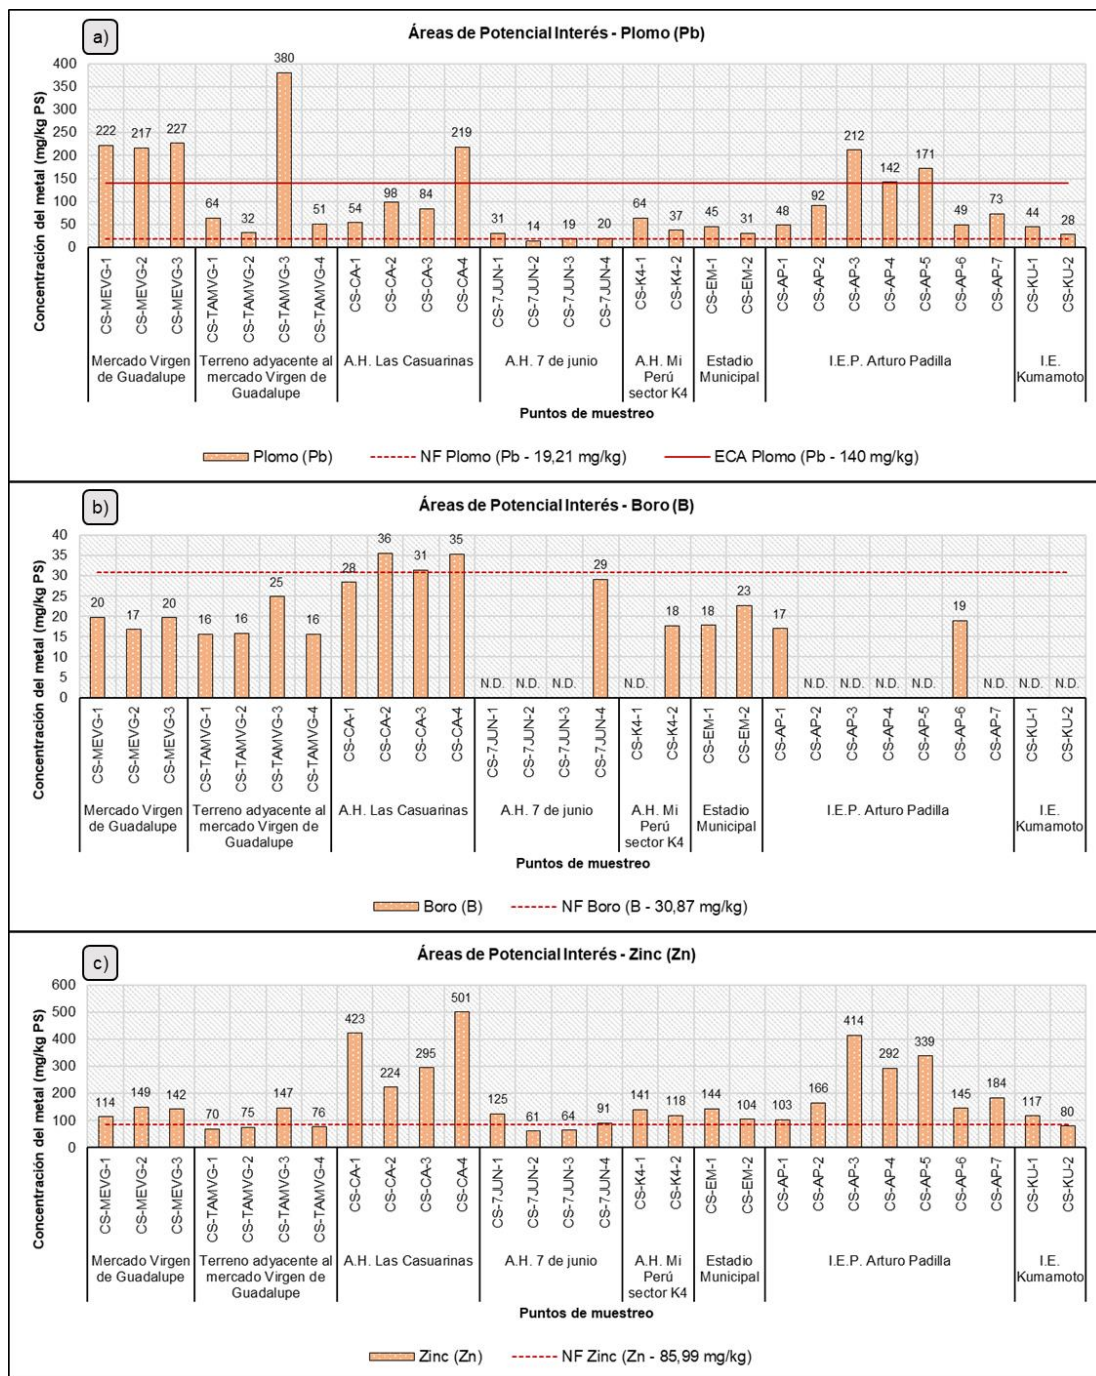 a)
Áreas de Potencial Interés - Plomo (Pb)
Concentración del metal (mg/kg PS)
400
350
300
250
200
150
100
50
0
222 217 227 64 32 380 51 54 98 84 219 31 14 19 20 64 37 45 31 48 92 212 142 171 49 73 44 28
CS-MEVG-1 CS-MEVG-2 CS-MEVG-3 CS-TAMVG-1 CS-TAMVG-2 CS-TAMVG-3 CS-TAMVG-4 CS-CA-1 CS-CA-2 CS-CA-3 CS-CA-4 CS-7JUN-1 CS-7JUN-2 CS-7JUN-3 CS-7JUN-4 CS-K4-1 CS-K4-2 CS-EM-1 CS-EM-2 CS-AP-1 CS-AP-2 CS-AP-3 CS-AP-4 CS-AP-5 CS-AP-6 CS-AP-7 CS-KU-1 CS-KU-2
Mercado Virgen
de Guadalupe
Terreno adyacente al
mercado Virgen de
Guadalupe
A.H. Las Casuarinas
A.H. 7 de junio
A.H. Mi
Perú
sector K4
Estadio
Municipal
I.E.P. Arturo Padilla
I.E.
Kumamoto
Puntos de muestreo
Plomo (Pb) NF Plomo (Pb - 19,21 mg/kg) ECA Plomo (Pb - 140 mg/kg)
b)
Áreas de Potencial Interés - Boro (B)
Concentración del metal (mg/kg PS)
40
35
30
25
20
15
10
5
0
20 17 20 16 16 25 16 28 36 31 35 N.D. N.D. N.D. 29 N.D. 18 18 23 17 N.D. N.D. N.D. N.D. 19 N.D. N.D. N.D.
CS-MEVG-1 CS-MEVG-2 CS-MEVG-3 CS-TAMVG-1 CS-TAMVG-2 CS-TAMVG-3 CS-TAMVG-4 CS-CA-1 CS-CA-2 CS-CA-3 CS-CA-4 CS-7JUN-1 CS-7JUN-2 CS-7JUN-3 CS-7JUN-4 CS-K4-1 CS-K4-2 CS-EM-1 CS-EM-2 CS-AP-1 CS-AP-2 CS-AP-3 CS-AP-4 CS-AP-5 CS-AP-6 CS-AP-7 CS-KU-1 CS-KU-2
Mercado Virgen
de Guadalupe
Terreno adyacente al
mercado Virgen de
Guadalupe
A.H. Las Casuarinas
A.H. 7 de junio
A.H. Mi
Perú
sector K4
Estadio
Municipal
I.E.P. Arturo Padilla
I.E.
Kumamoto
Puntos de muestreo
Boro (B) NF Boro (B - 30,87 mg/kg)
c)
Áreas de Potencial Interés - Zinc (Zn)
Concentración del metal (mg/kg PS)
600
500
400
300
200
100
0
114 149 142 70 75 147 76 423 224 295 501 125 61 64 91 141 118 144 104 103 166 414 292 339 145 184 117 80
CS-MEVG-1 CS-MEVG-2 CS-MEVG-3 CS-TAMVG-1 CS-TAMVG-2 CS-TAMVG-3 CS-TAMVG-4 CS-CA-1 CS-CA-2 CS-CA-3 CS-CA-4 CS-7JUN-1 CS-7JUN-2 CS-7JUN-3 CS-7JUN-4 CS-K4-1 CS-K4-2 CS-EM-1 CS-EM-2 CS-AP-1 CS-AP-2 CS-AP-3 CS-AP-4 CS-AP-5 CS-AP-6 CS-AP-7 CS-KU-1 CS-KU-2
Mercado Virgen
de Guadalupe
Terreno adyacente al
mercado Virgen de
Guadalupe
A.H. Las Casuarinas
A.H. 7 de junio
A.H. Mi
Perú
sector K4
Estadio
Municipal
I.E.P. Arturo Padilla
I.E.
Kumamoto
Puntos de muestreo
Zinc (Zn) NF Zinc (Zn - 85,99 mg/kg)